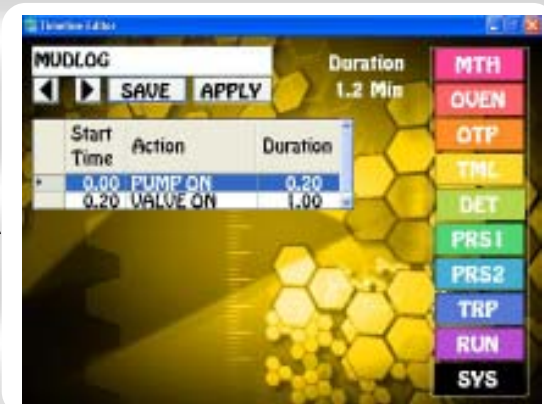 Timeline Editor
MUDLOG
Duration
1.2 Min
SAVE APPLY
Start Time Action Duration
0.00 PUMP ON 0.20
0.20 VALVE ON 1.00
MTH
OVEN
OTP
TML
DET
PRS1
PRS2
TRP
RUN
SYS